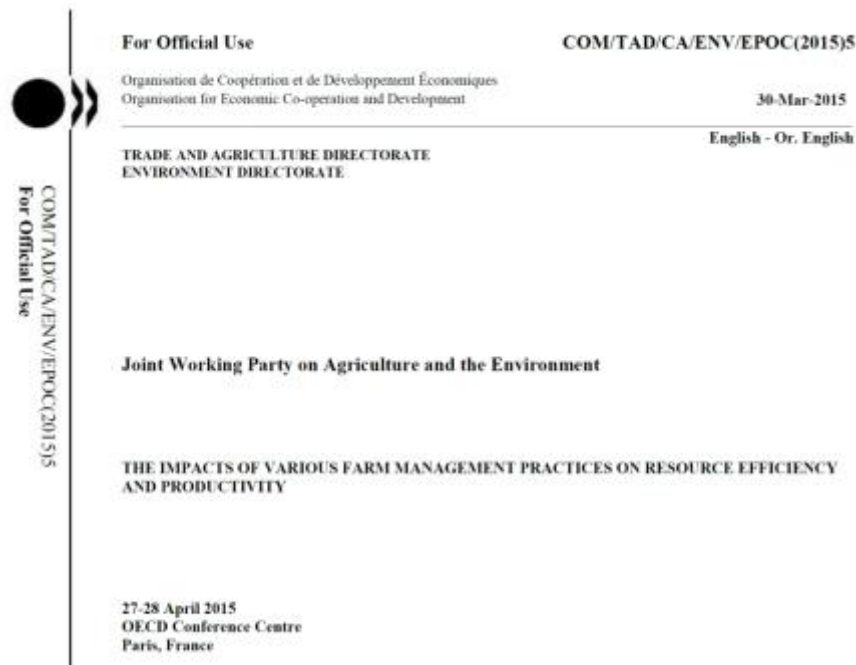 For Official Use
COM/TAD/CA/ENV/EPOC(2015)5
Organisation de Coopération et de Développement Économiques
Organisation for Economic Co-operation and Development
30-Mar-2015
English - Or. English
TRADE AND AGRICULTURE DIRECTORATE
ENVIRONMENT DIRECTORATE
Joint Working Party on Agriculture and the Environment
THE IMPACTS OF VARIOUS FARM MANAGEMENT PRACTICES ON RESOURCE EFFICIENCY
AND PRODUCTIVITY
27-28 April 2015
OECD Conference Centre
Paris, France
COM/TAD/CA/ENV/EPOC(2015)5
For Official Use